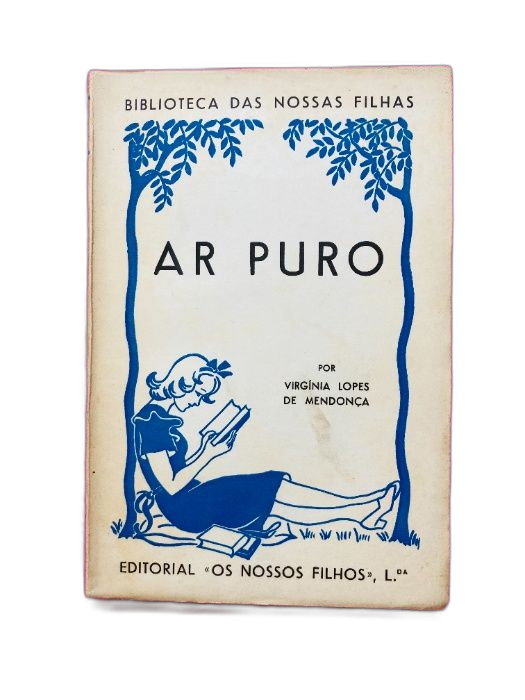 BIBLIOTECA DAS NOSSAS FILHAS
AR PURO
POR
VIRGÍNIA LOPES
DE MENDONÇA
EDITORIAL «OS NOSSOS FILHOS», L.DA